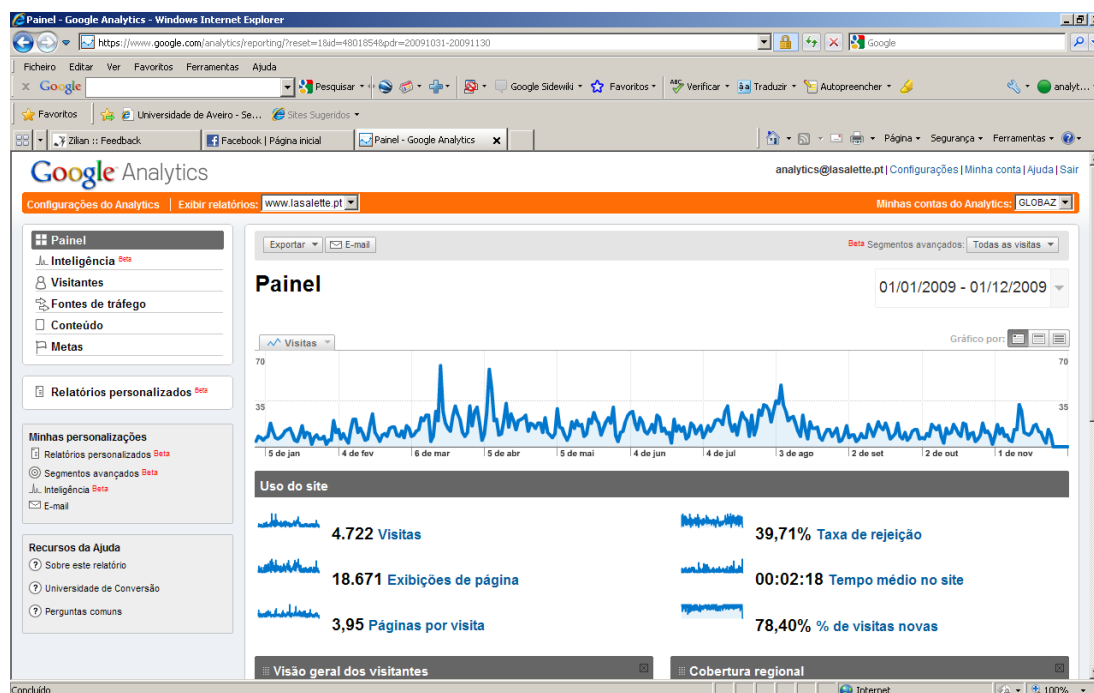 Painel - Google Analytics - Windows Internet Explorer
https://www.google.com/analytics/reporting/?reset=1&id=4801854&pdr=20091031-20091130
Google
Ficheiro Editar Ver Favoritos Ferramentas Ajuda
x Google Pesquisar Google Sidewiki Favoritos Verificar Traduzir Autopreencher analyt...
Favoritos Universidade de Aveiro - Se... Sites Sugeridos
Zilian :: Feedback Facebook | Página inicial Painel - Google Analytics x Página Segurança Ferramentas
Google Analytics
analytics@lasalette.pt | Configurações | Minha conta | Ajuda | Sair
Configurações do Analytics | Exibir relatórios: www.lasalette.pt Minhas contas do Analytics: GLOBAZ
Painel
Inteligência Beta
Visitantes
Fontes de tráfego
Conteúdo
Metas
Relatórios personalizados Beta
Minhas personalizações
Relatórios personalizados Beta
Segmentos avançados Beta
Inteligência Beta
E-mail
Recursos da Ajuda
Sobre este relatório
Universidade de Conversão
Perguntas comuns
Exportar E-mail Beta Segmentos avançados: Todas as visitas
Painel 01/01/2009 - 01/12/2009
Visitas Gráfico por:
70 70
35 35
5 de jan 4 de fev 6 de mar 5 de abr 5 de mai 4 de jun 4 de jul 3 de ago 2 de set 2 de out 1 de nov
Uso do site
4.722 Visitas
39,71% Taxa de rejeição
18.671 Exibições de página
00:02:18 Tempo médio no site
3,95 Páginas por visita
78,40% % de visitas novas
Visão geral dos visitantes Cobertura regional
Concluído Internet 100%